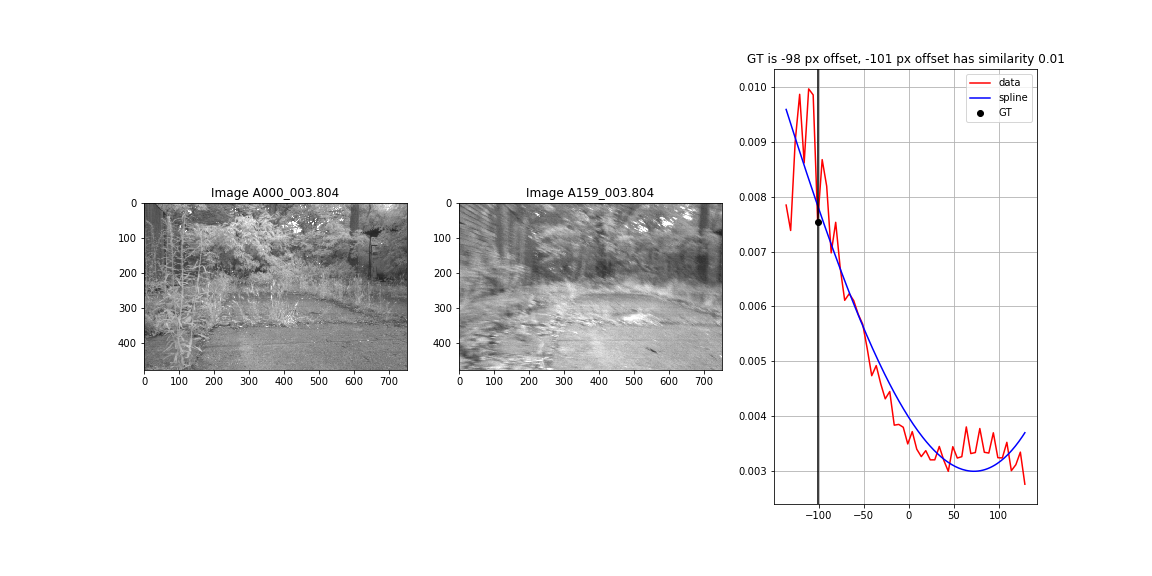 GT is -98 px offset, -101 px offset has similarity 0.01
Image A000_003.804
Image A159_003.804
data
spline
GT
0
100
200
300
400
0 100 200 300 400 500 600 700
0
100
200
300
400
0 100 200 300 400 500 600 700
0.010
0.009
0.008
0.007
0.006
0.005
0.004
0.003
−100 −50 0 50 100